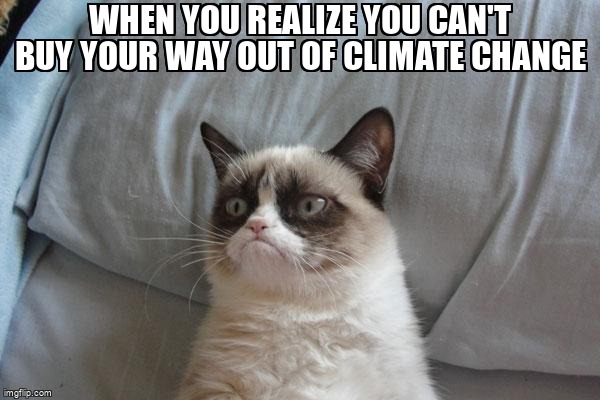 WHEN YOU REALIZE YOU CAN'T
BUY YOUR WAY OUT OF CLIMATE CHANGE
imgflip.com